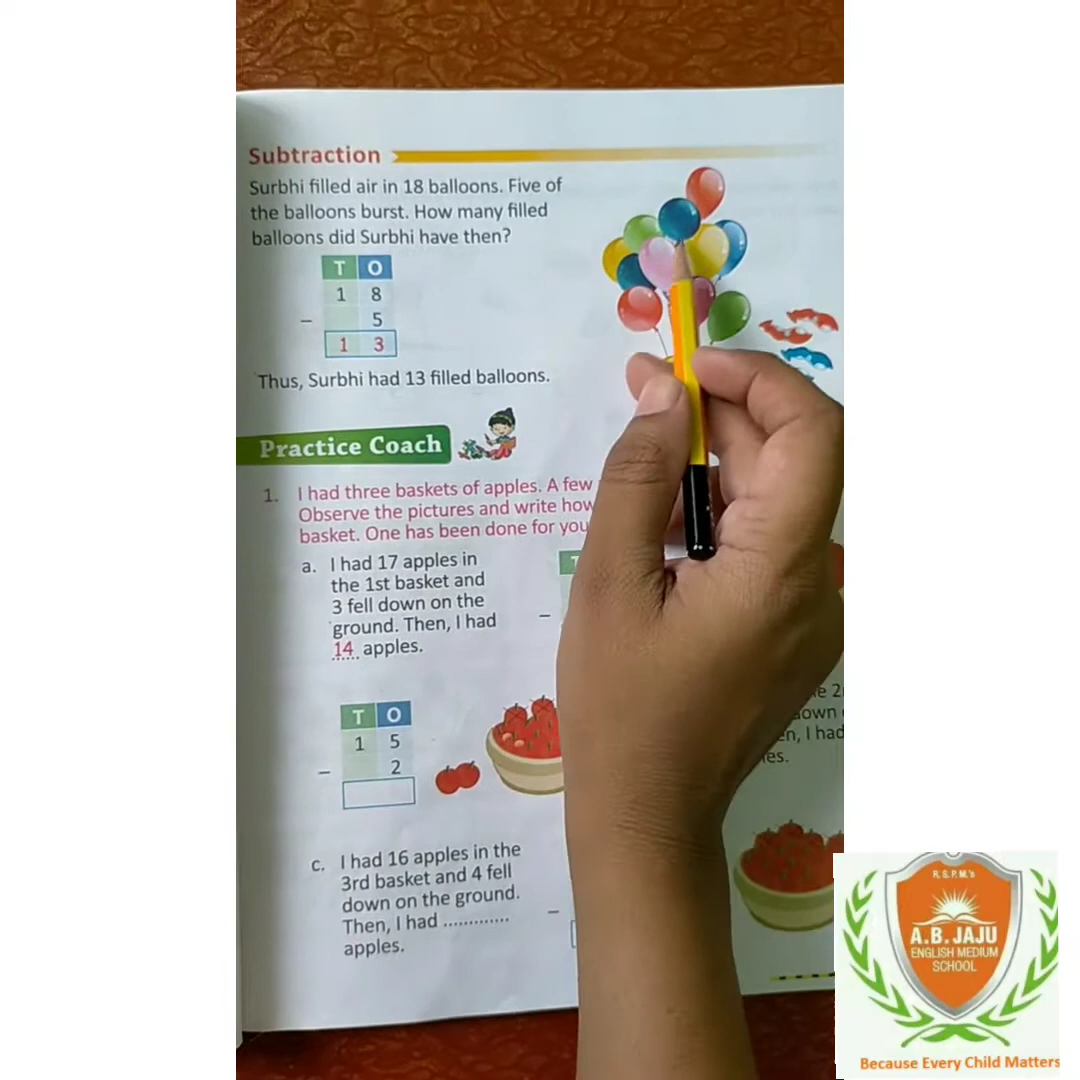 Subtraction
Surbhi filled air in 18 balloons. Five of
the balloons burst. How many filled
balloons did Surbhi have then?
T O
1 8
– 5
1 3
Thus, Surbhi had 13 filled balloons.
Practice Coach
1. I had three baskets of apples. A few
Observe the pictures and write how
basket. One has been done for you
a. I had 17 apples in
the 1st basket and
3 fell down on the
ground. Then, I had
14 apples.
T
–
2
own
en, I had
es.
T O
1 5
– 2
c. I had 16 apples in the
3rd basket and 4 fell
down on the ground.
Then, I had .............
apples.
–
R.S.P.M.'s
A.B. JAJU
ENGLISH MEDIUM
SCHOOL
Because Every Child Matters